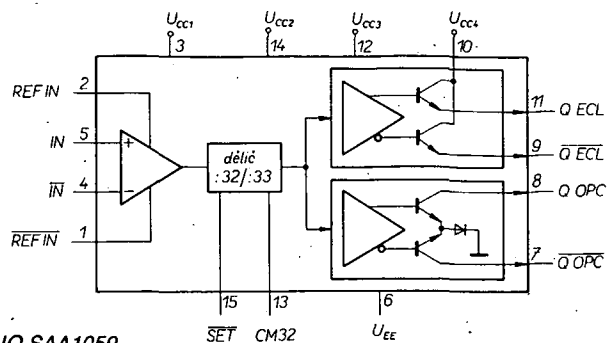 UCC1 UCC2 UCC3 UCC4
3 14 12 10
REF IN 2
IN 5
IN 4
REF IN 1
+
−
dělič
:32/:33
11 Q ECL
9 Q ECL
8 Q OPC
7 Q OPC
15 13 6
SET CM32 UEE
IO SAA1059